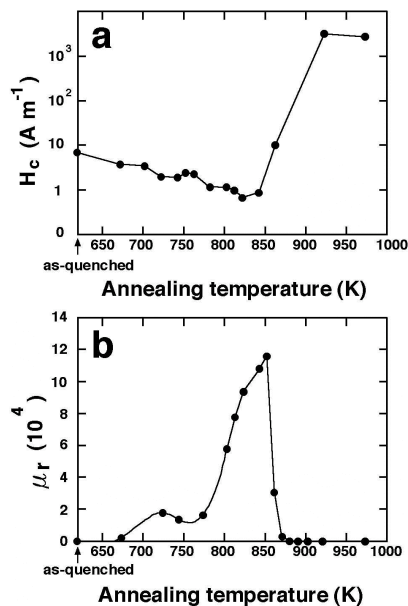 a
10³
10²
10
1
0
H_c (A m⁻¹)
650 700 750 800 850 900 950 1000
as-quenched
Annealing temperature (K)
b
14
12
10
8
6
4
2
0
μ_r (10⁴)
650 700 750 800 850 900 950 1000
as-quenched
Annealing temperature (K)